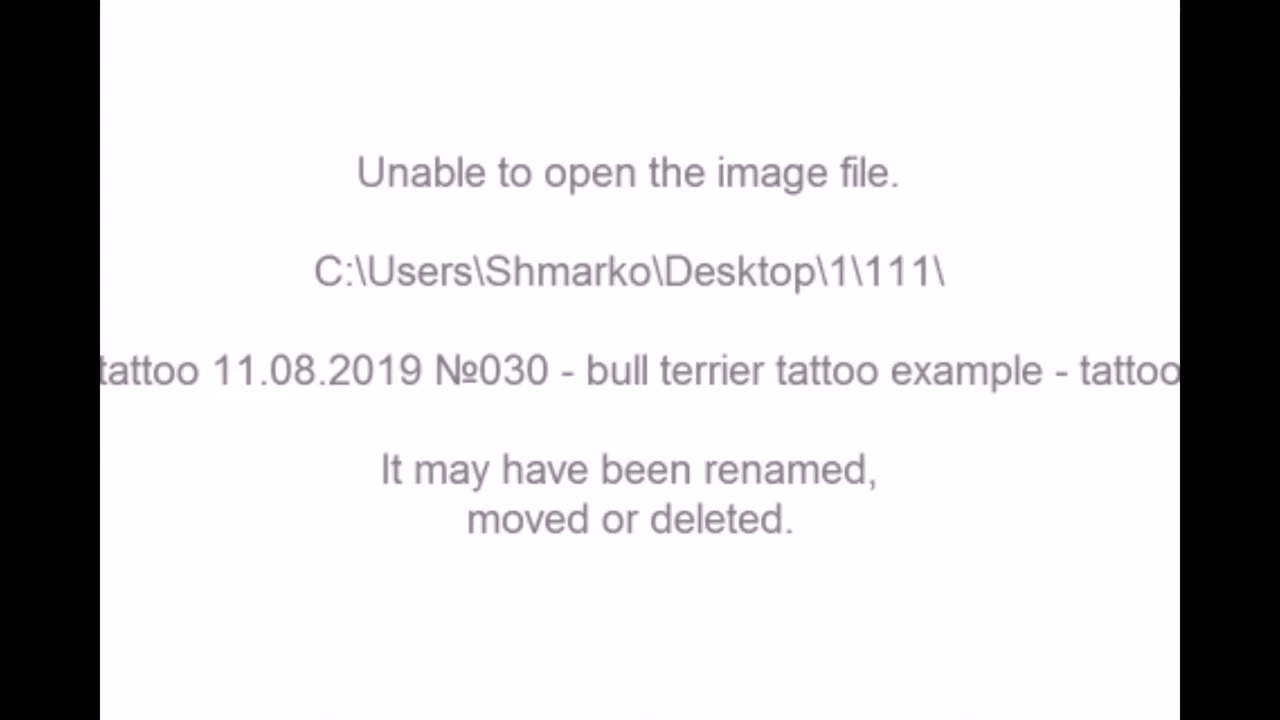 Unable to open the image file.
C:\Users\Shmarko\Desktop\1\111\
tattoo 11.08.2019 №030 - bull terrier tattoo example - tattoo
It may have been renamed,
moved or deleted.